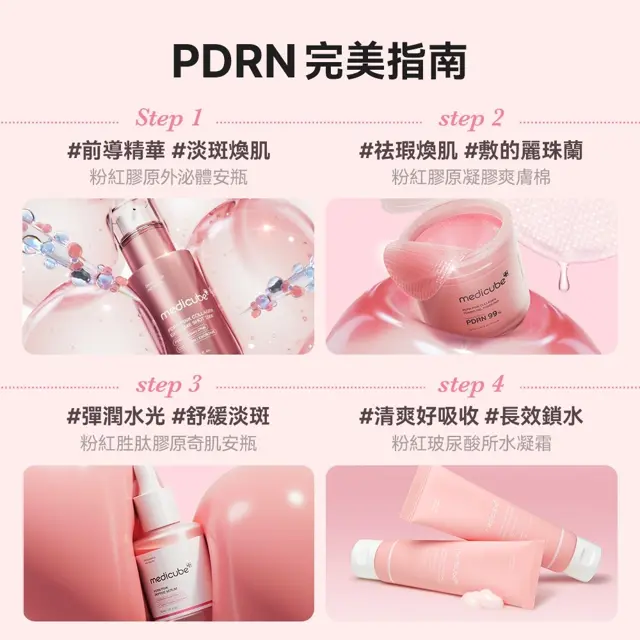 PDRN完美指南
Step 1
#前導精華 #淡斑煥肌
粉紅膠原外泌體安瓶
medicube
step 2
#祛瑕煥肌 #敷的麗珠蘭
粉紅膠原凝膠爽膚棉
medicube
PDRN 99
step 3
#彈潤水光 #舒緩淡斑
粉紅胜肽膠原奇肌安瓶
medicube
step 4
#清爽好吸收 #長效鎖水
粉紅玻尿酸所水凝霜